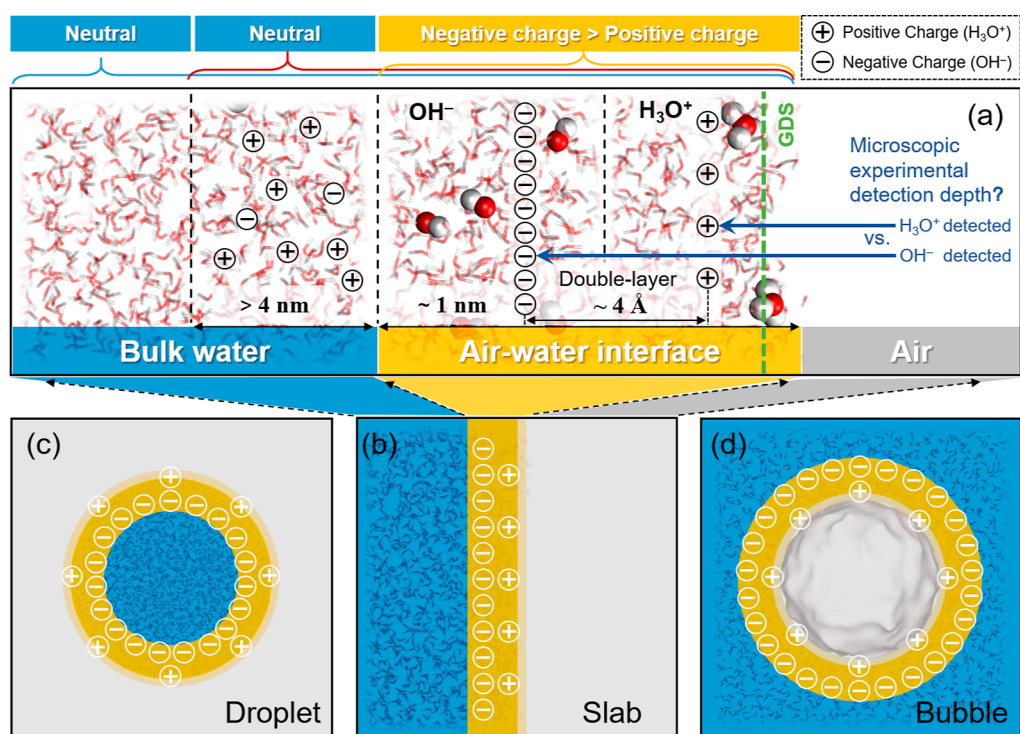 Neutral
Neutral
Negative charge > Positive charge
⊕ Positive Charge (H₃O⁺)
⊖ Negative Charge (OH⁻)
(a)
OH⁻
H₃O⁺
GDS
Microscopic
experimental
detection depth?
H₃O⁺ detected
vs.
OH⁻ detected
> 4 nm
~ 1 nm
Double-layer
~ 4 Å
Bulk water
Air-water interface
Air
(c)
Droplet
(b)
Slab
(d)
Bubble